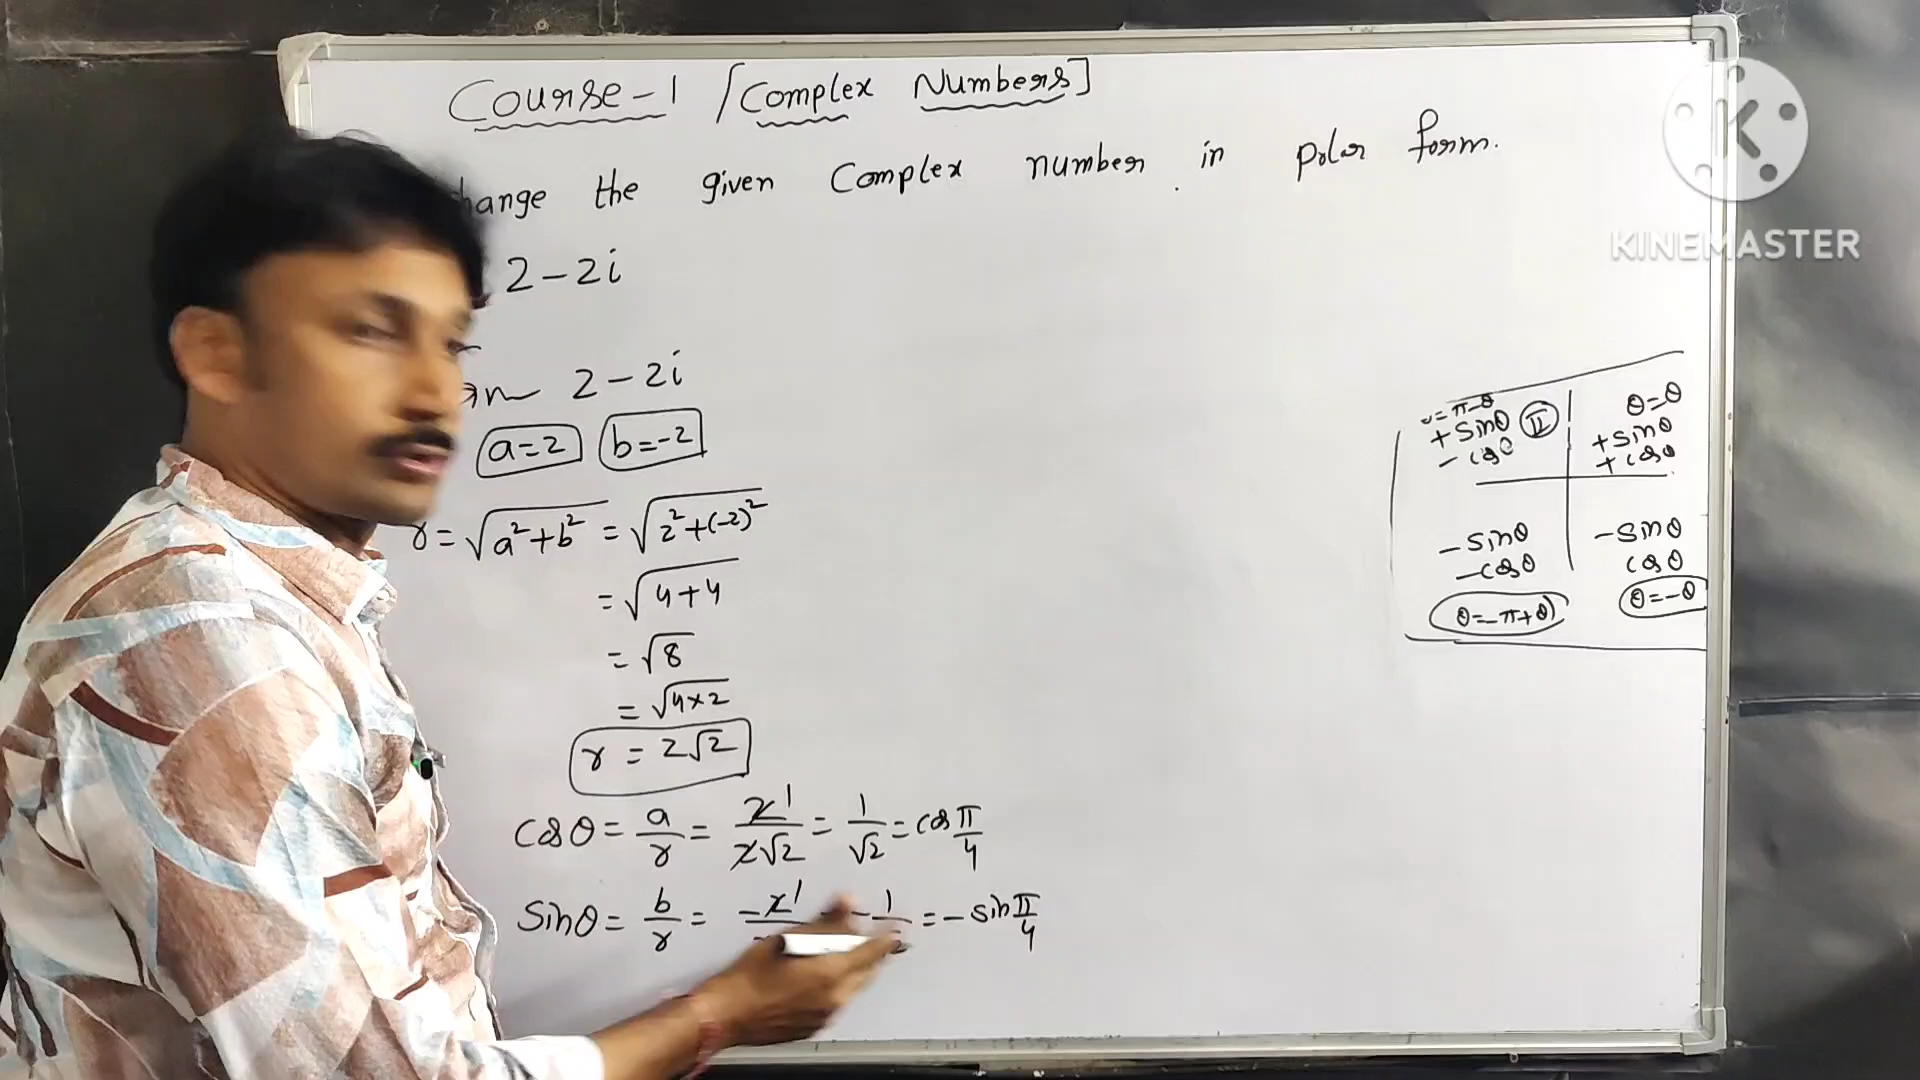 Course-1 [Complex Numbers]
hange the given Complex number in polar form.
2-2i
2-2i
a=2 b=-2
r=√(a²+b²) = √(2²+(-2)²)
=√(4+4)
=√8
=√(4×2)
r = 2√2
cosθ = a/r = 2 1/2√2 = 1/√2 = cos π/4
Sinθ = b/r = -2 1 = -1 = -sin π/4
=π-θ
+Sinθ II
-cosθ
θ=θ
+sinθ
+cosθ
-sinθ
-cosθ
θ=-π+θ
-sinθ
cosθ
θ=-θ
K
KINEMASTER